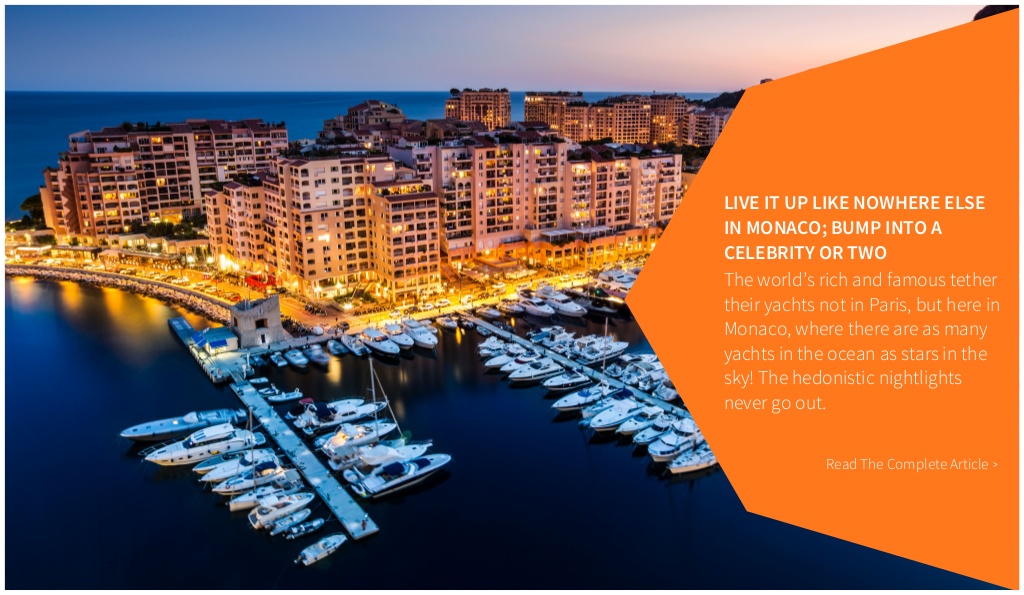 LIVE IT UP LIKE NOWHERE ELSE
IN MONACO; BUMP INTO A
CELEBRITY OR TWO
The world’s rich and famous tether
their yachts not in Paris, but here in
Monaco, where there are as many
yachts in the ocean as stars in the
sky! The hedonistic nightlights
never go out.
Read The Complete Article >